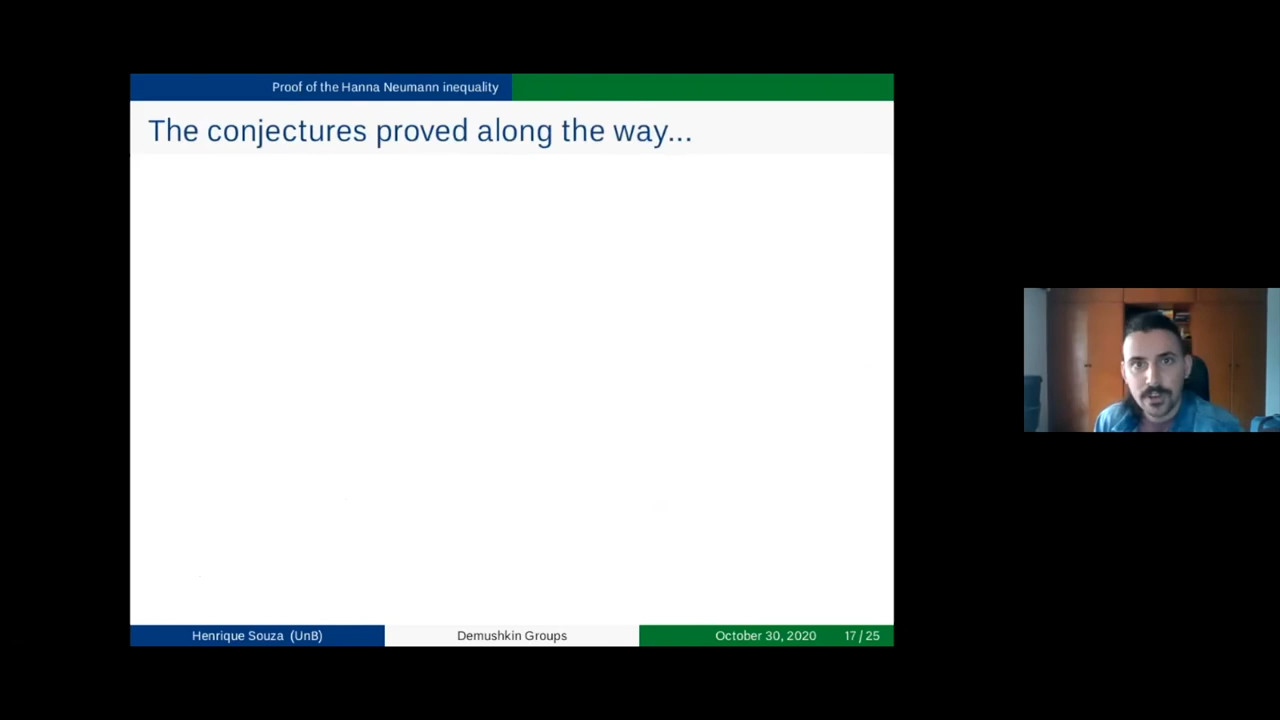 Proof of the Hanna Neumann inequality
The conjectures proved along the way...
Henrique Souza (UnB)
Demushkin Groups
October 30, 2020
17 / 25